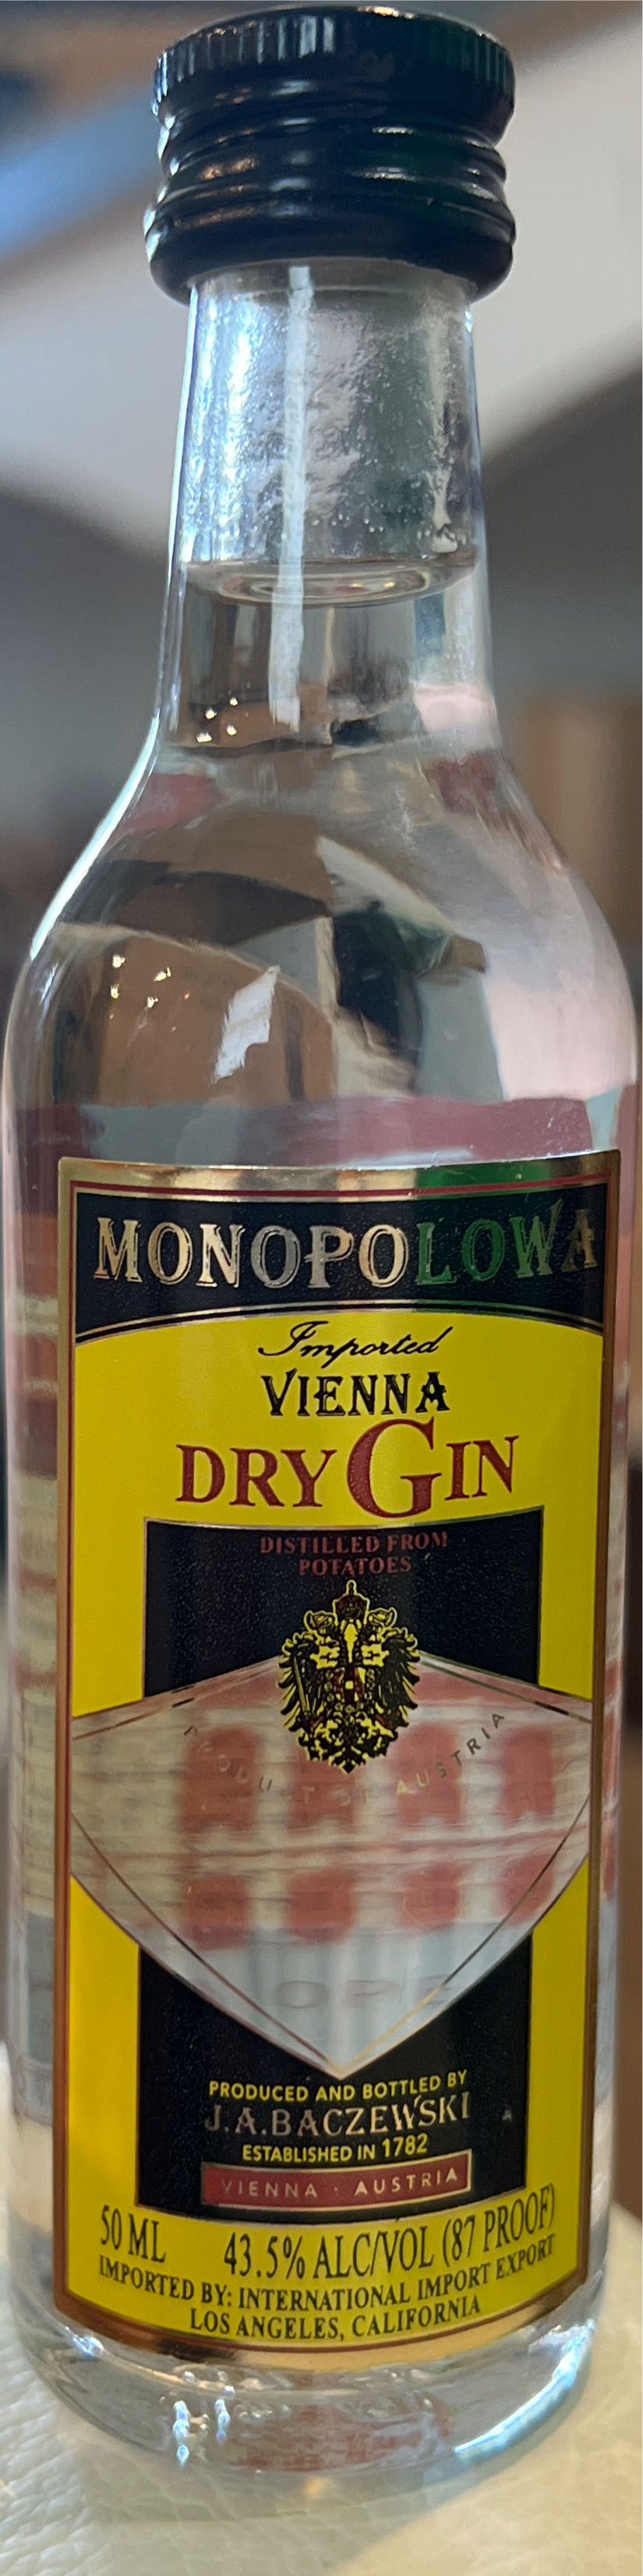 MONOPOLOWA
Imported
VIENNA
DRY GIN
DISTILLED FROM
POTATOES
PRODUCT OF AUSTRIA
PRODUCED AND BOTTLED BY
J.A.BACZEWSKI
ESTABLISHED IN 1782
VIENNA · AUSTRIA
50 ML 43.5% ALC/VOL (87 PROOF)
IMPORTED BY: INTERNATIONAL IMPORT EXPORT
LOS ANGELES, CALIFORNIA